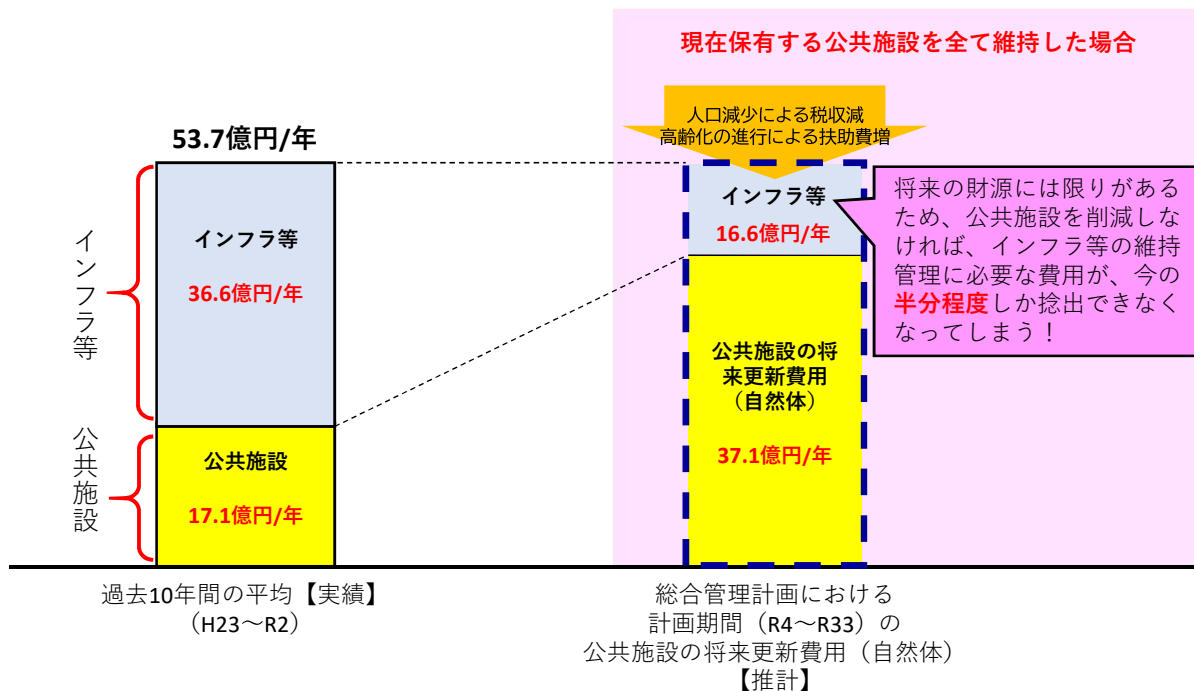 現在保有する公共施設を全て維持した場合
人口減少による税収減
高齢化の進行による扶助費増
53.7億円/年
インフラ等
インフラ等
36.6億円/年
公共施設
公共施設
17.1億円/年
インフラ等
16.6億円/年
公共施設の将
来更新費用
（自然体）
37.1億円/年
将来の財源には限りがある
ため、公共施設を削減しな
ければ、インフラ等の維持
管理に必要な費用が、今の
半分程度しか捻出できなく
なってしまう！
過去10年間の平均【実績】
（H23～R2）
総合管理計画における
計画期間（R4～R33）の
公共施設の将来更新費用（自然体）
【推計】